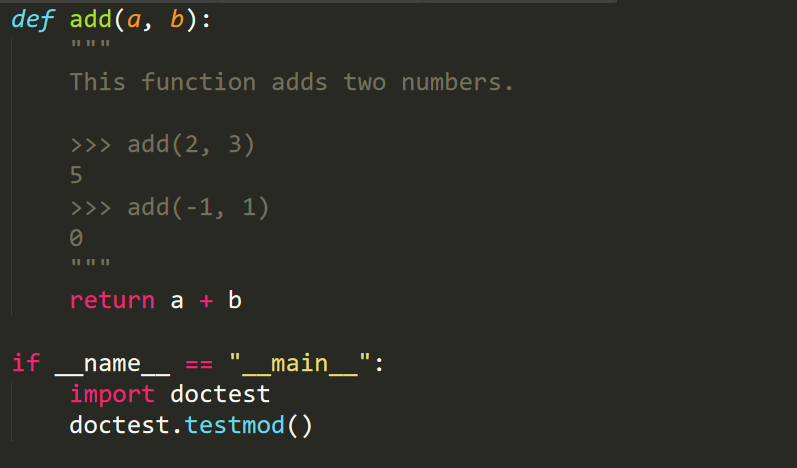 def add(a, b):
    """
    This function adds two numbers.

    >>> add(2, 3)
    5
    >>> add(-1, 1)
    0
    """
    return a + b

if __name__ == "__main__":
    import doctest
    doctest.testmod()